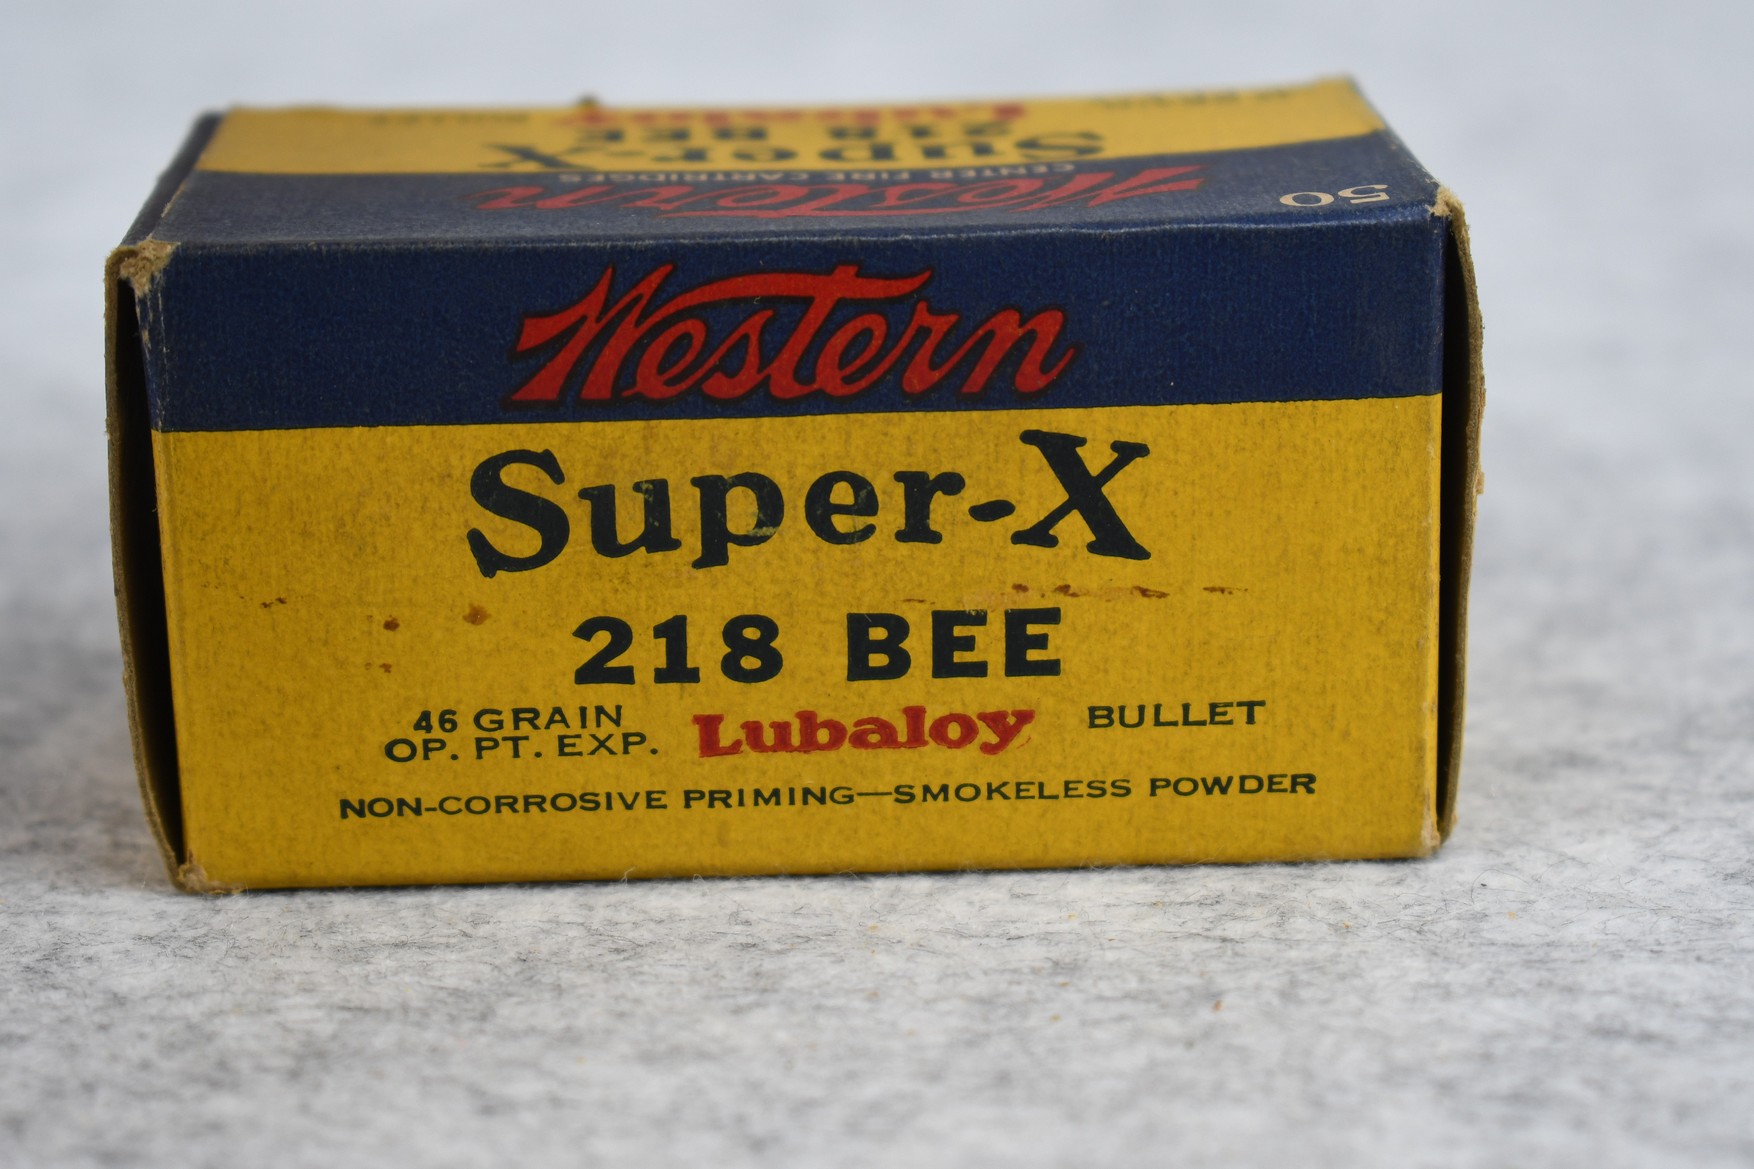 Lubaloy
218 BEE
Super-X
CENTER FIRE CARTRIDGES
Western
50
Western
Super-X
218 BEE
46 GRAIN
OP. PT. EXP.
Lubaloy
BULLET
NON-CORROSIVE PRIMING—SMOKELESS POWDER